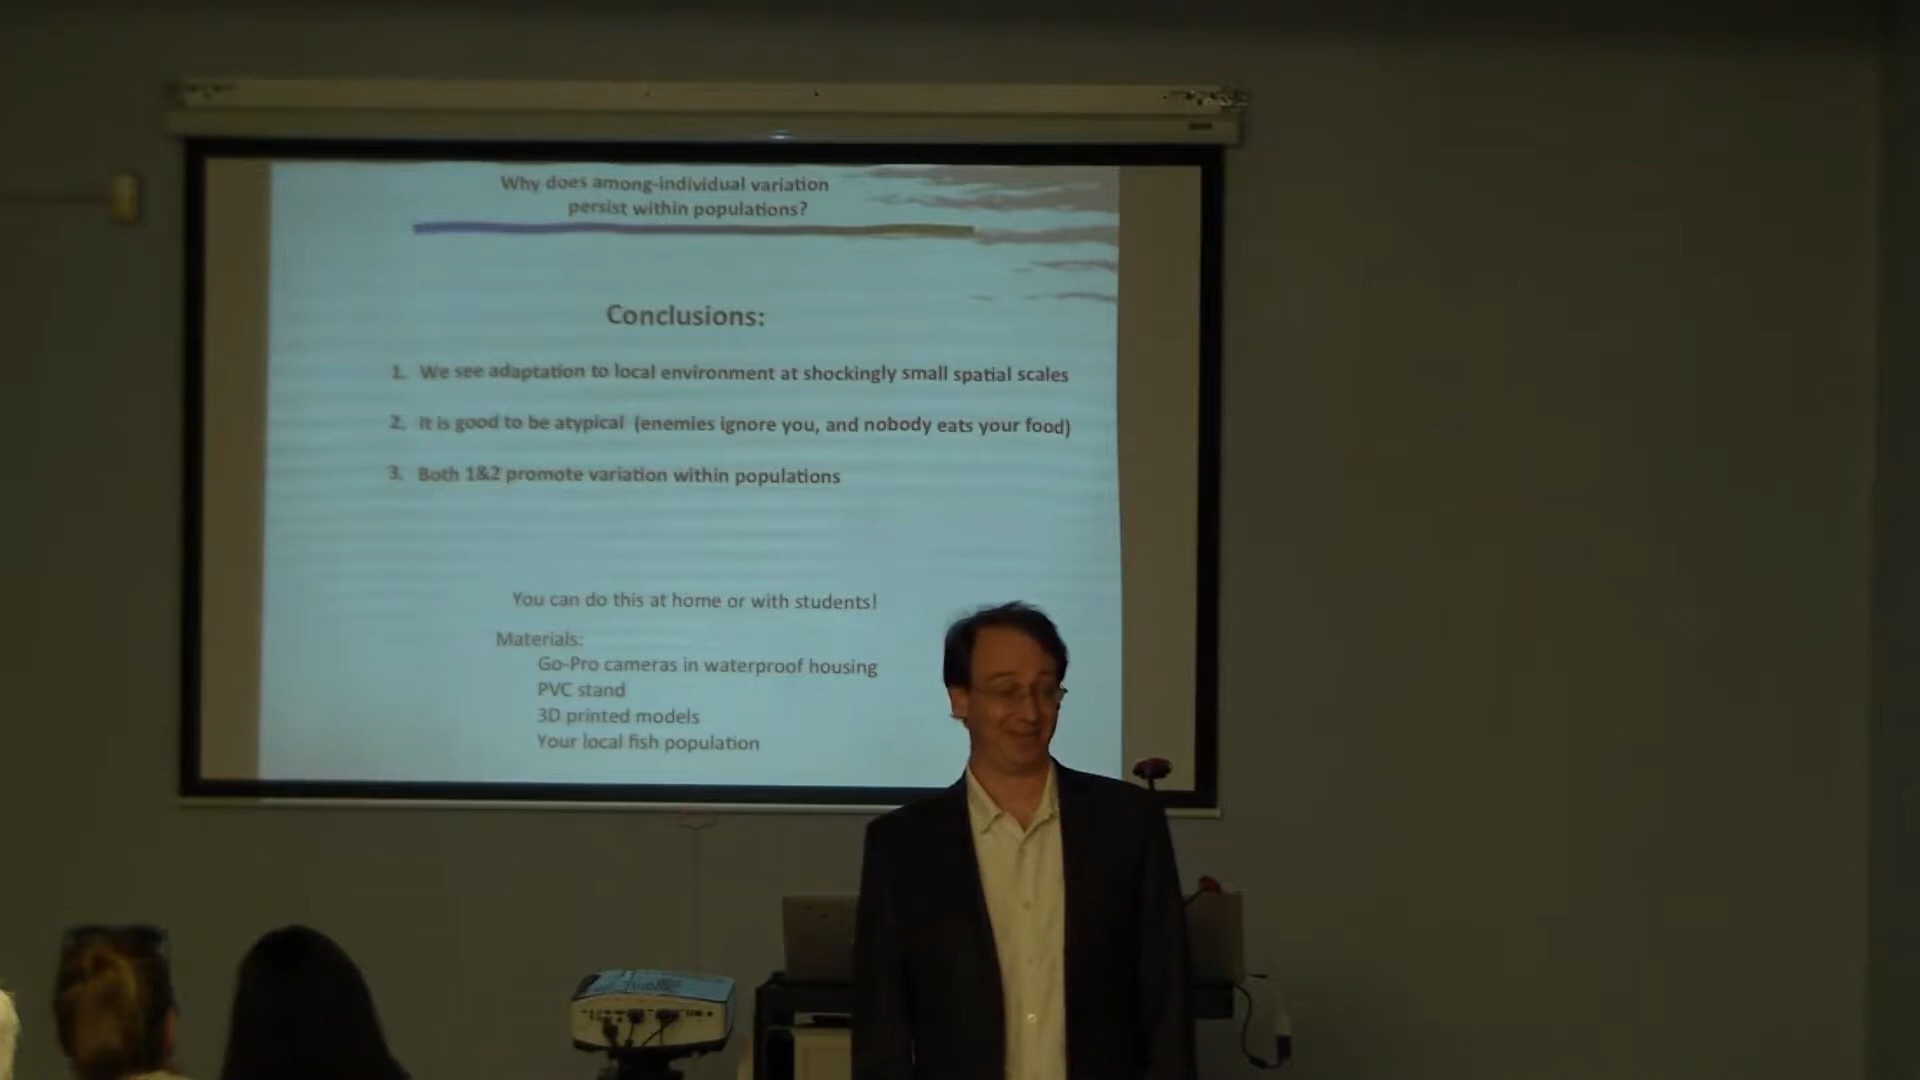 Why does among-individual variation
persist within populations?
Conclusions:
1. We see adaptation to local environment at shockingly small spatial scales
2. It is good to be atypical (enemies ignore you, and nobody eats your food)
3. Both 1&2 promote variation within populations
You can do this at home or with students!
Materials:
Go-Pro cameras in waterproof housing
PVC stand
3D printed models
Your local fish population